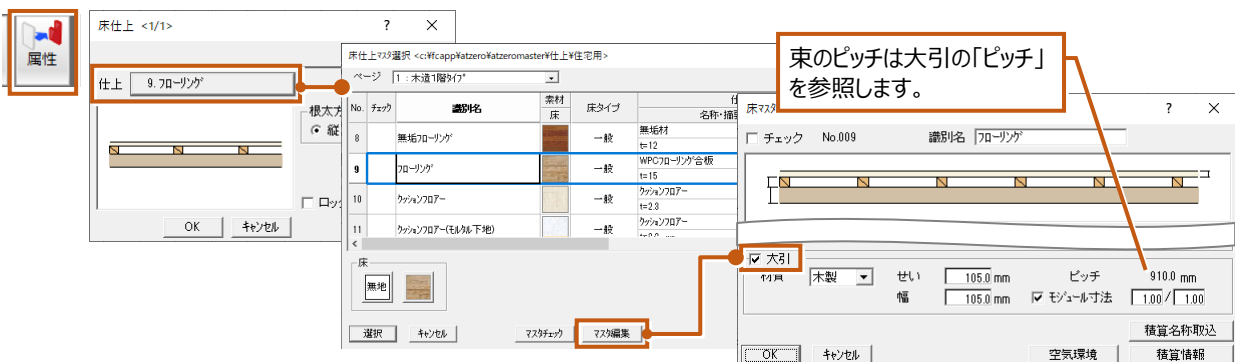 属性
床仕上 <1/1>
? ×
仕上 9.フローリング
根太方
縦
ロッ
OK キャンセル
床仕上マスタ選択 <c:¥fcapp¥atzero¥atzeromaster¥仕上¥住宅用>
ページ 1 : 木造1階タイプ
No. チェック 識別名 素材 床タイプ
床 名称・摘要
8 無垢フローリング 一般 無垢材
t=12
9 フローリング 一般 WPCフローリング合板
t=15
10 クッションフロアー 一般 クッションフロアー
t=2.3
11 クッションフロアー(モルタル下地) 一般 クッションフロアー
床
無地
選択 キャンセル マスタチェック マスタ編集
束のピッチは大引の「ピッチ」
を参照します。
床マス
? ×
チェック No.009 識別名 フローリング
大引
材質 木製 せい 105.0 mm ピッチ 910.0 mm
幅 105.0 mm モジュール寸法 1.00 / 1.00
積算名称取込
OK キャンセル 空気環境 積算情報